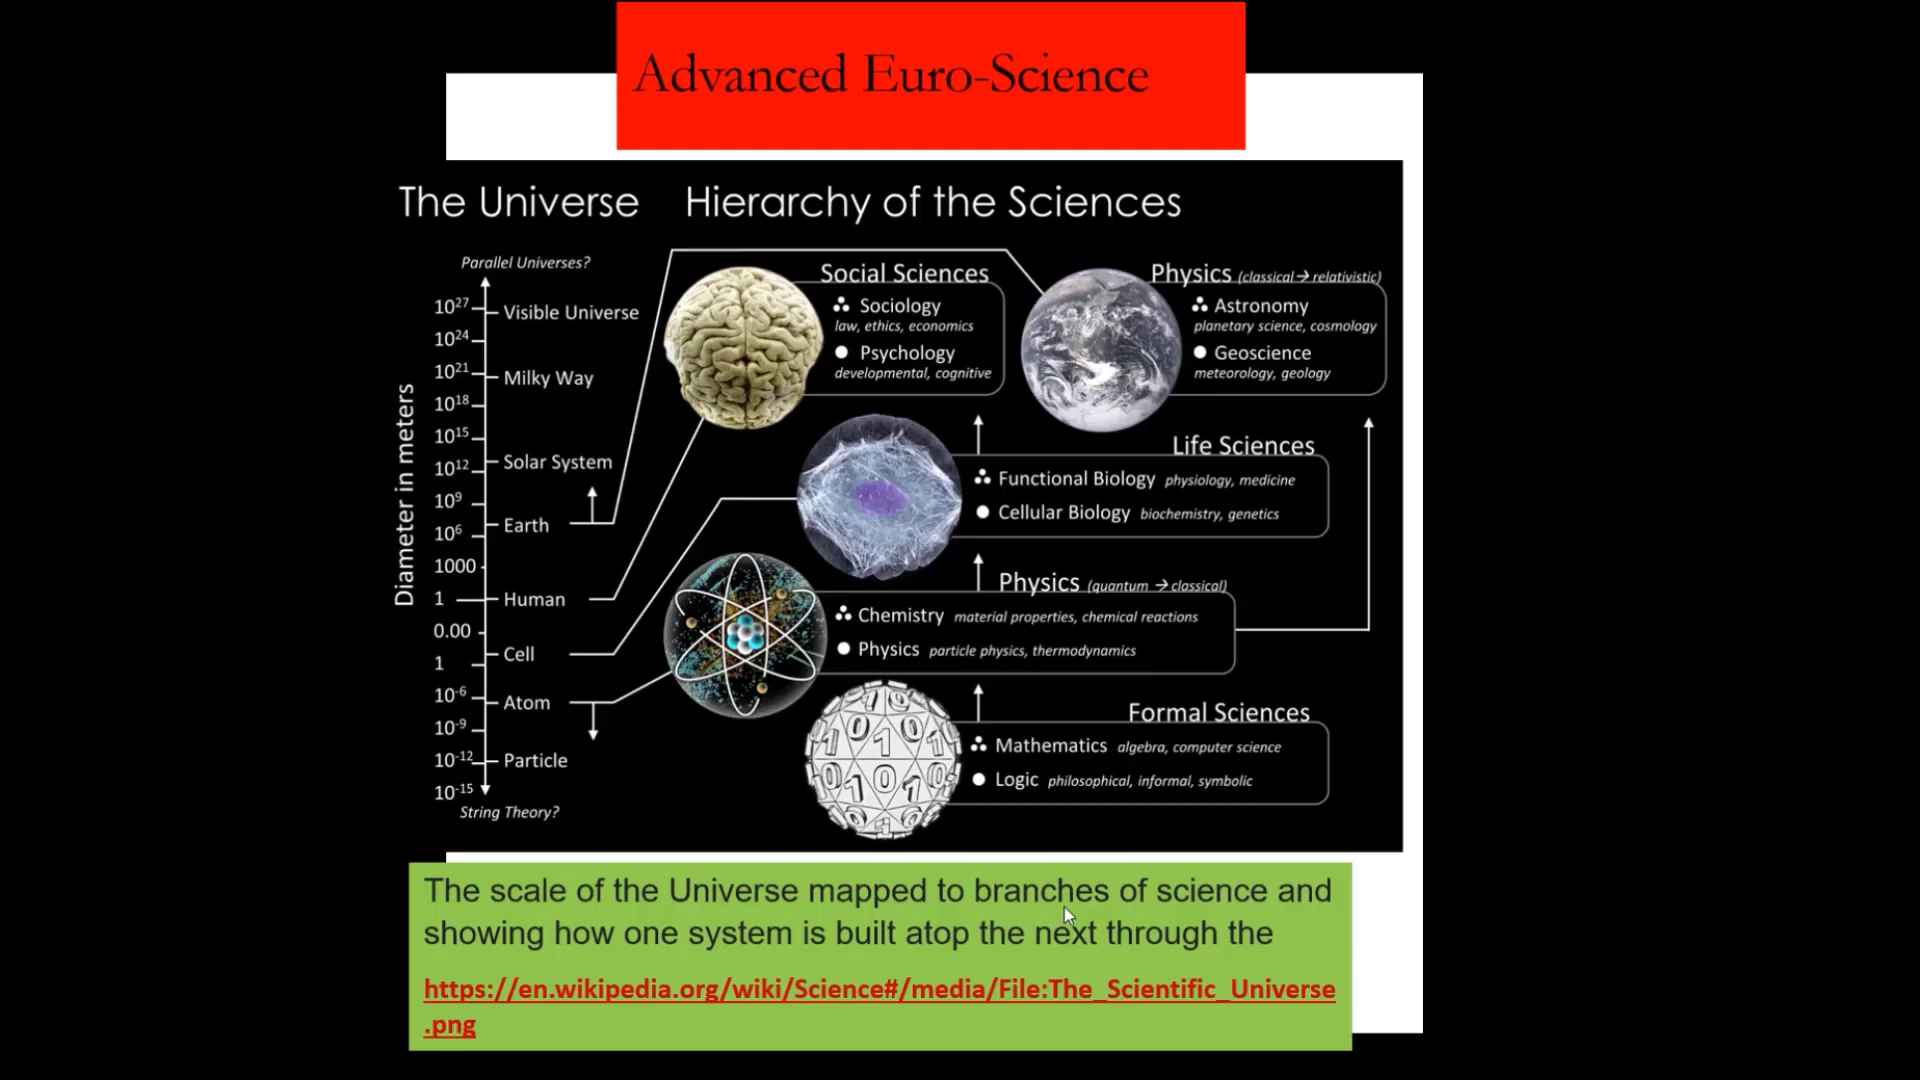 Advanced Euro-Science
The Universe
Hierarchy of the Sciences
Parallel Universes?
Diameter in meters
10²⁷
10²⁴
10²¹
10¹⁸
10¹⁵
10¹²
10⁹
10⁶
1000
1
0.00
1
10⁻⁶
10⁻⁹
10⁻¹²
10⁻¹⁵
Visible Universe
Milky Way
Solar System
Earth
Human
Cell
Atom
Particle
String Theory?
Social Sciences
Sociology
law, ethics, economics
Psychology
developmental, cognitive
Physics (classical → relativistic)
Astronomy
planetary science, cosmology
Geoscience
meteorology, geology
Life Sciences
Functional Biology physiology, medicine
Cellular Biology biochemistry, genetics
Physics (quantum → classical)
Chemistry material properties, chemical reactions
Physics particle physics, thermodynamics
Formal Sciences
Mathematics algebra, computer science
Logic philosophical, informal, symbolic
The scale of the Universe mapped to branches of science and
showing how one system is built atop the next through the
https://en.wikipedia.org/wiki/Science#/media/File:The_Scientific_Universe
.png